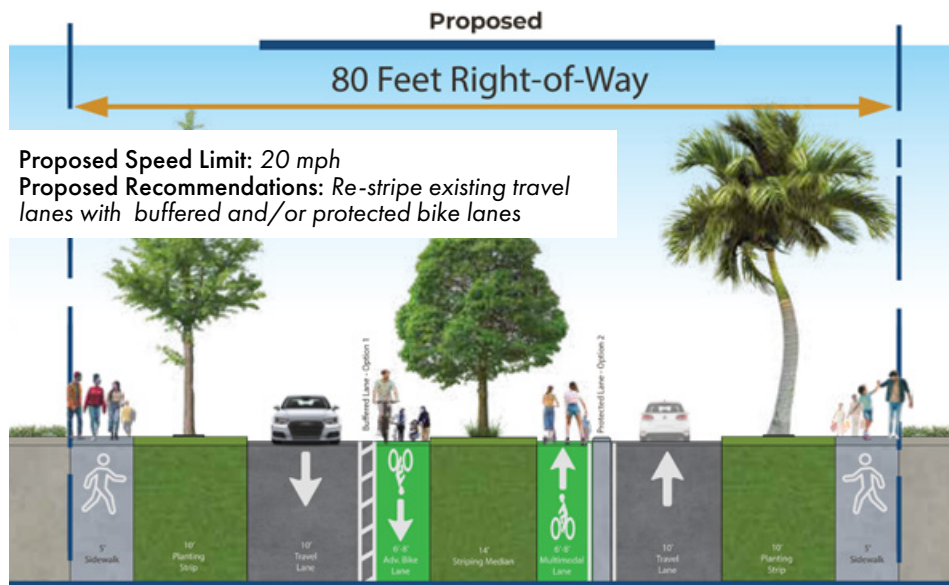 Proposed
80 Feet Right-of-Way
Proposed Speed Limit: 20 mph
Proposed Recommendations: Re-stripe existing travel
lanes with buffered and/or protected bike lanes
Buffered Lane - Option 1
Protected Lane - Option 2
5'
Sidewalk
10'
Planting
Strip
10'
Travel
Lane
6'-8'
Adv. Bike
Lane
14'
Striping Median
6'-8'
Multimodal
Lane
10'
Travel
Lane
10'
Planting
Strip
5'
Sidewalk